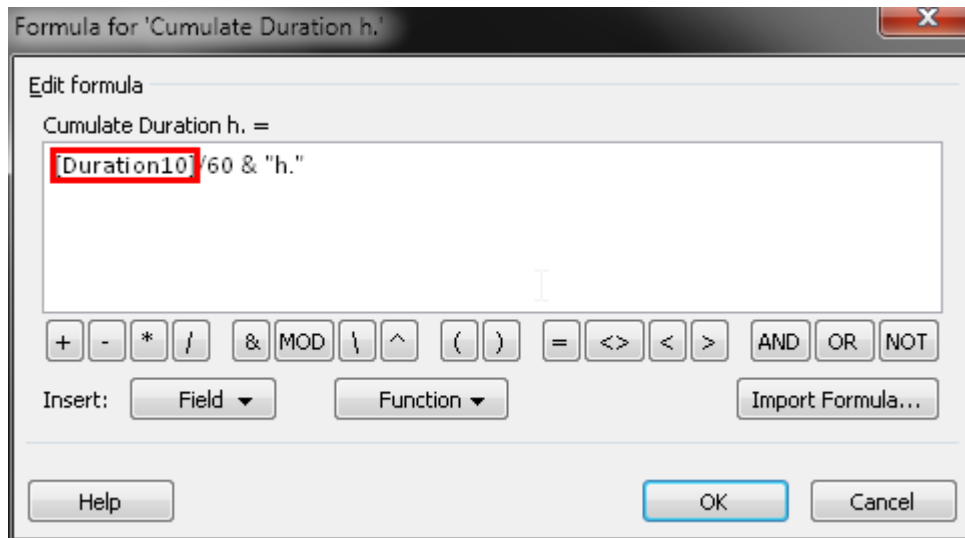 Formula for 'Cumulate Duration h.'
Edit formula
Cumulate Duration h. =
[Duration10]/60 & "h."
+ - * / & MOD \ ^ ( ) = <> < > AND OR NOT
Insert: Field Function Import Formula...
Help OK Cancel